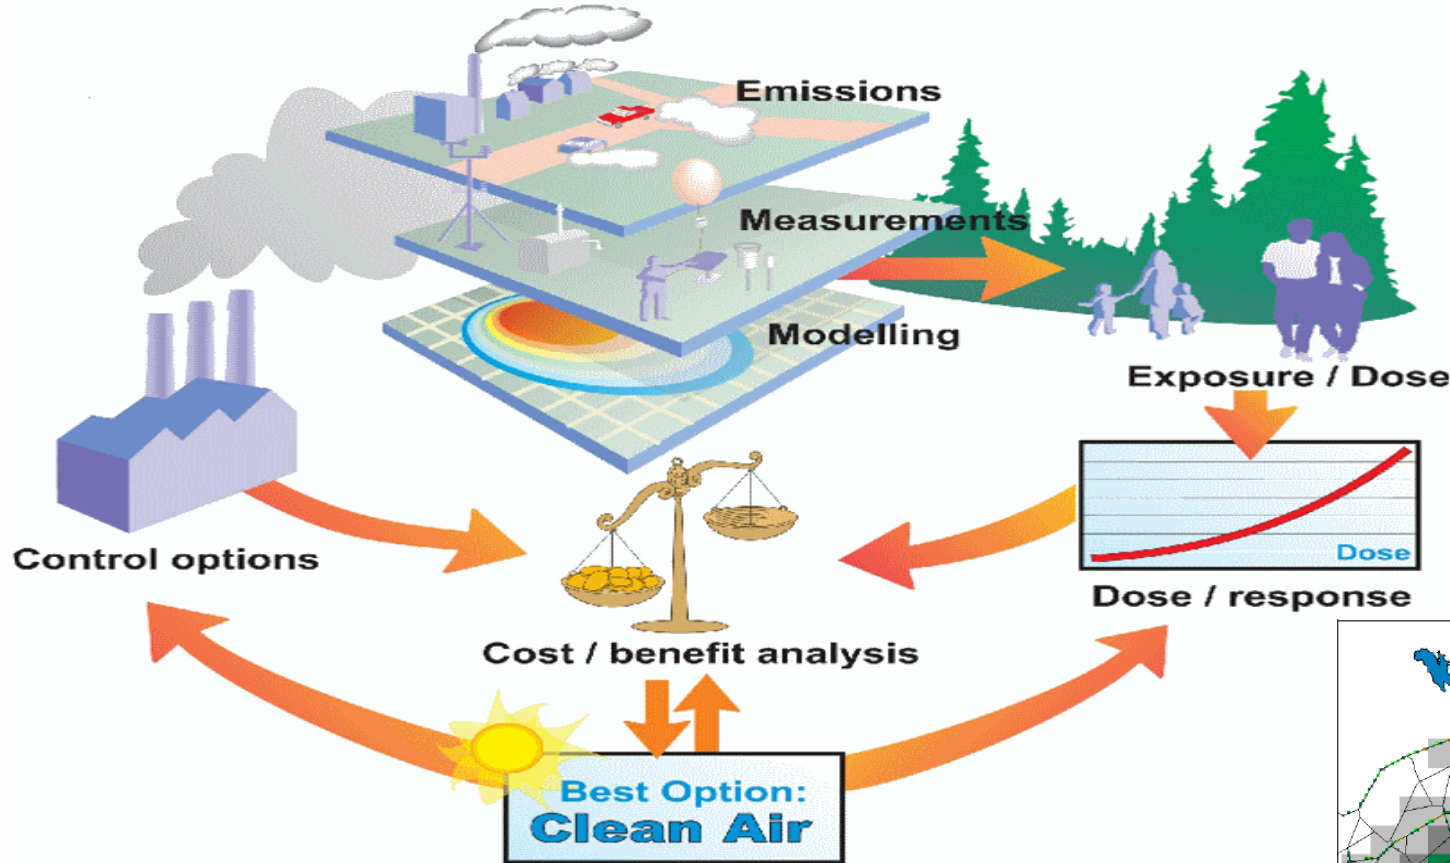 Emissions
Measurements
Modelling
Exposure / Dose
Dose
Control options
Dose / response
Cost / benefit analysis
Best Option:
Clean Air